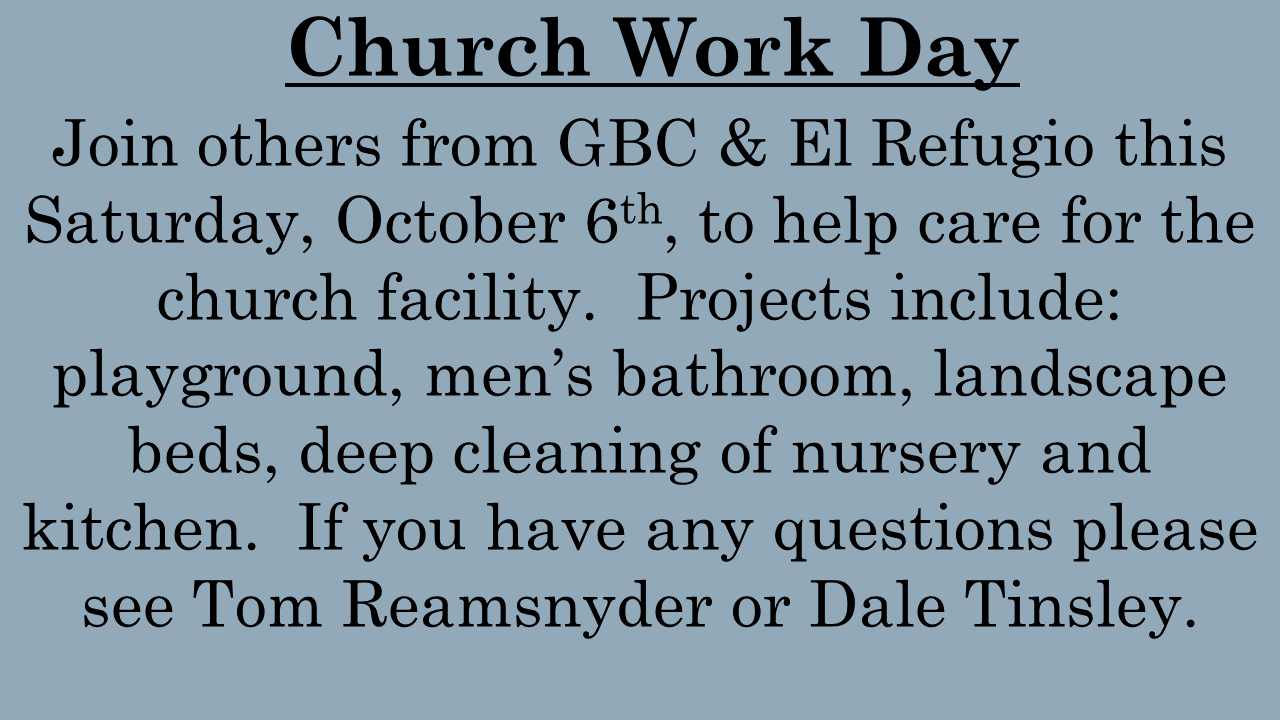 Church Work Day
Join others from GBC & El Refugio this
Saturday, October 6th, to help care for the
church facility.  Projects include:
playground, men’s bathroom, landscape
beds, deep cleaning of nursery and
kitchen.  If you have any questions please
see Tom Reamsnyder or Dale Tinsley.